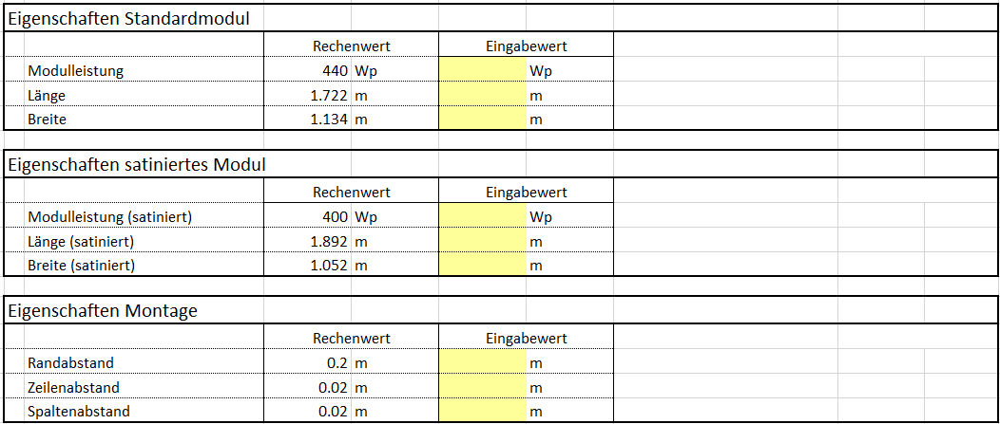 Eigenschaften Standardmodul
Rechenwert Eingabewert
Modulleistung 440 Wp Wp
Länge 1.722 m m
Breite 1.134 m m
Eigenschaften satiniertes Modul
Rechenwert Eingabewert
Modulleistung (satiniert) 400 Wp Wp
Länge (satiniert) 1.892 m m
Breite (satiniert) 1.052 m m
Eigenschaften Montage
Rechenwert Eingabewert
Randabstand 0.2 m m
Zeilenabstand 0.02 m m
Spaltenabstand 0.02 m m